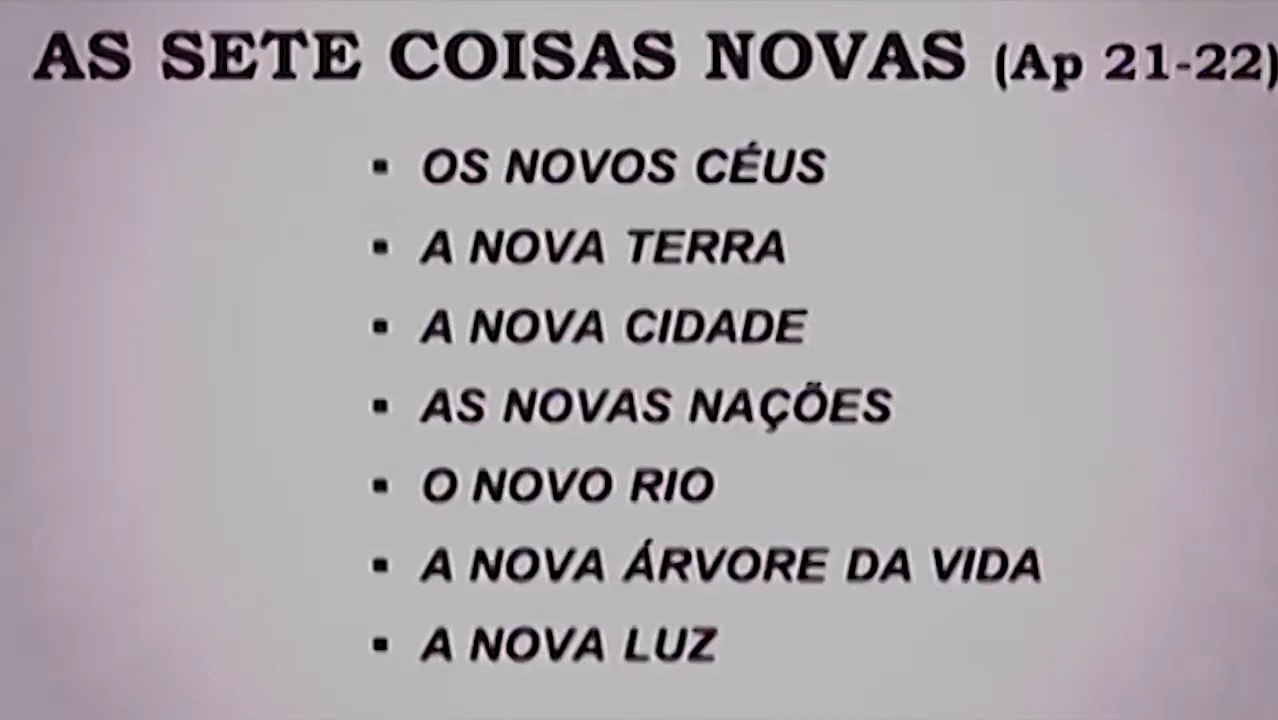 AS SETE COISAS NOVAS (Ap 21-22)
▪ OS NOVOS CÉUS
▪ A NOVA TERRA
▪ A NOVA CIDADE
▪ AS NOVAS NAÇÕES
▪ O NOVO RIO
▪ A NOVA ÁRVORE DA VIDA
▪ A NOVA LUZ